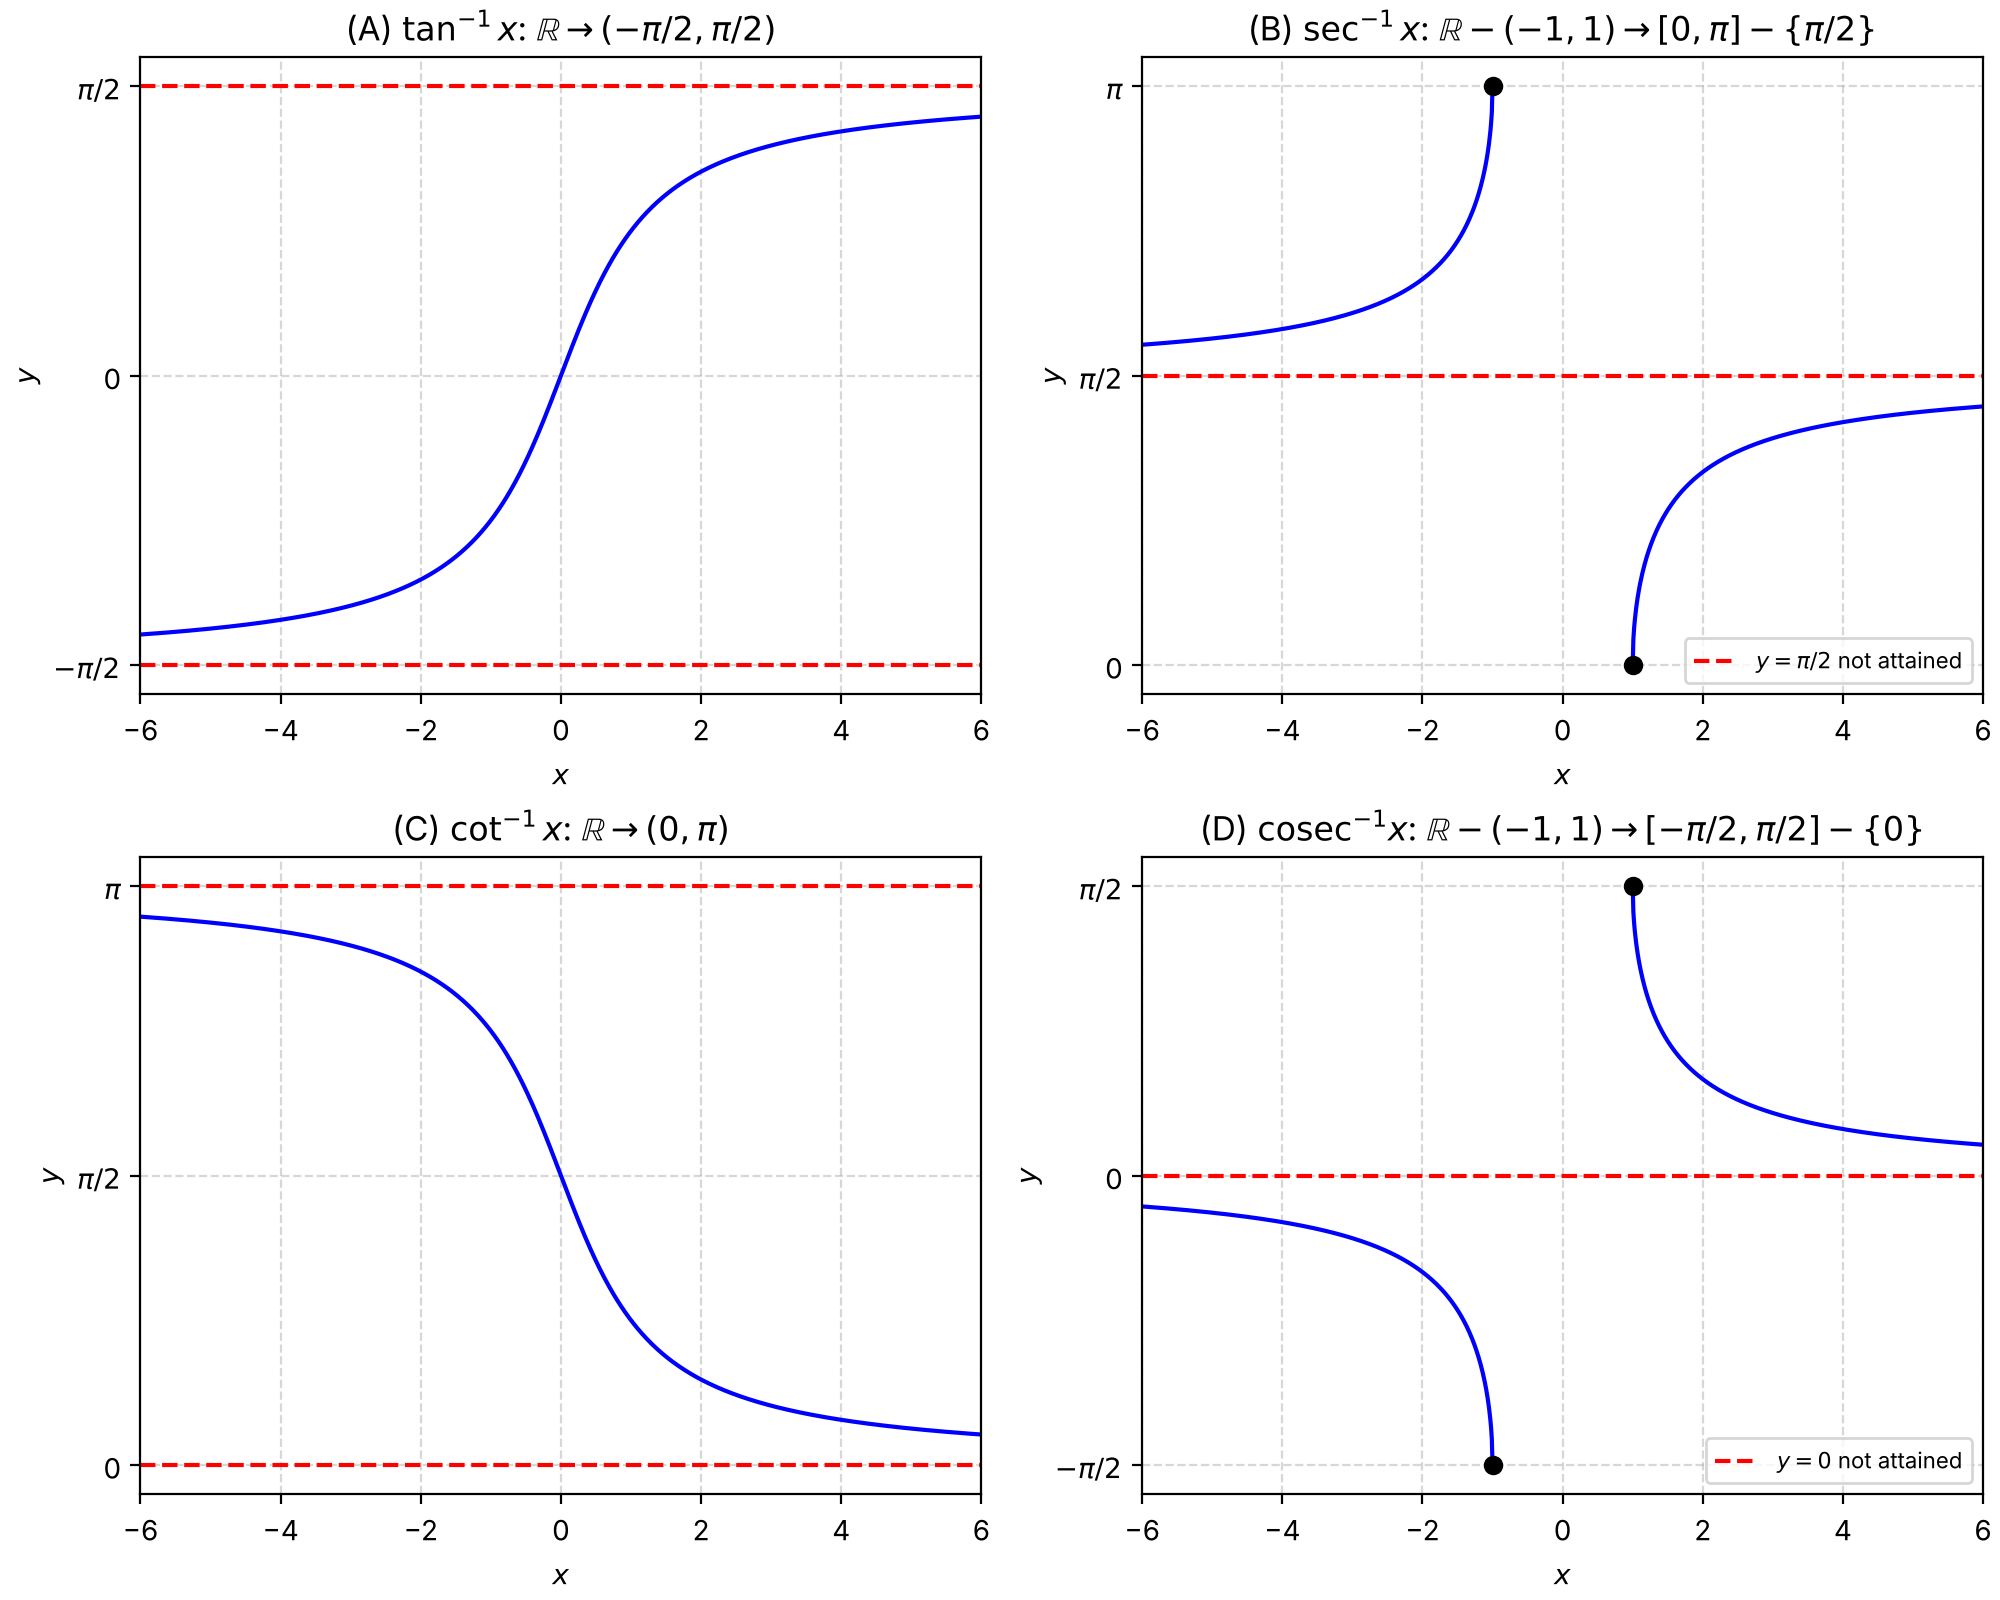 (A) tan⁻¹ x: ℝ → (−π/2, π/2)
π/2
0
−π/2
y
−6 −4 −2 0 2 4 6
x
(B) sec⁻¹ x: ℝ − (−1, 1) → [0, π] − {π/2}
π
π/2
0
y
y = π/2 not attained
−6 −4 −2 0 2 4 6
x
(C) cot⁻¹ x: ℝ → (0, π)
π
π/2
0
y
−6 −4 −2 0 2 4 6
x
(D) cosec⁻¹x: ℝ − (−1, 1) → [−π/2, π/2] − {0}
π/2
0
−π/2
y
y = 0 not attained
−6 −4 −2 0 2 4 6
x